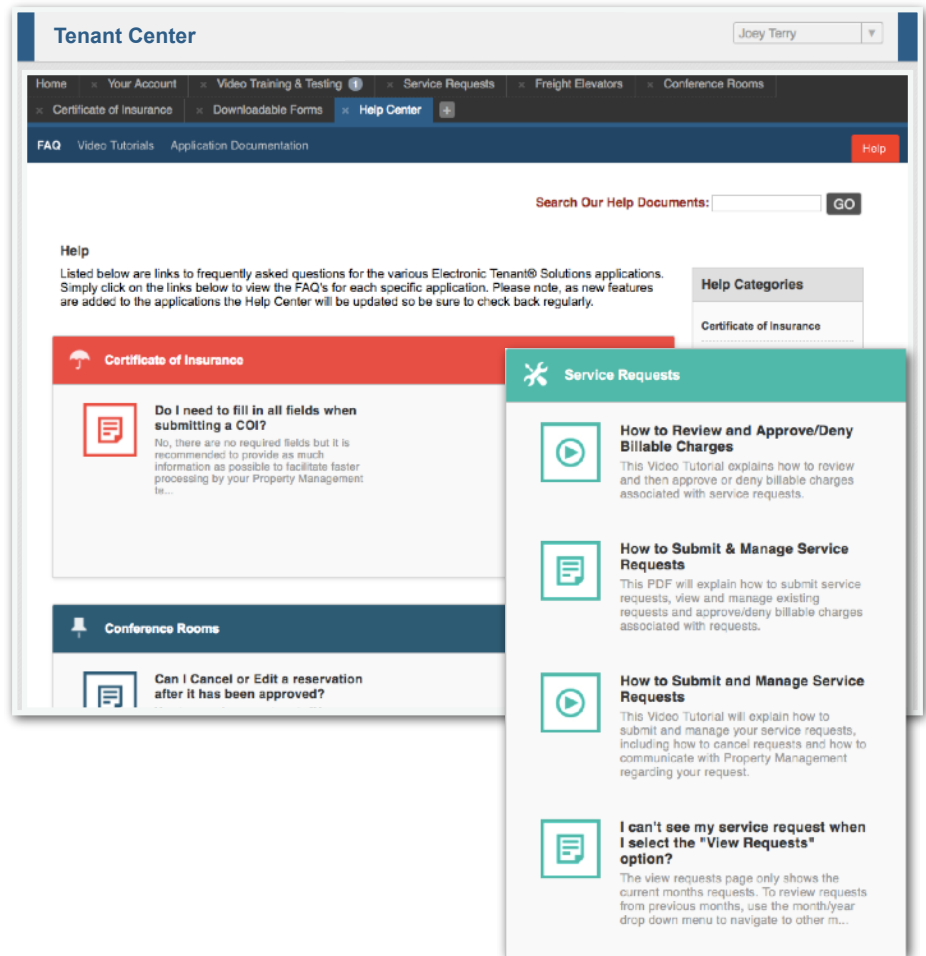 Tenant Center
Joey Terry
Home
Your Account
Video Training & Testing 1
Service Requests
Freight Elevators
Conference Rooms
Certificate of Insurance
Downloadable Forms
Help Center
FAQ
Video Tutorials
Application Documentation
Help
Search Our Help Documents:
GO
Help
Listed below are links to frequently asked questions for the various Electronic Tenant® Solutions applications.
Simply click on the links below to view the FAQ's for each specific application. Please note, as new features
are added to the applications the Help Center will be updated so be sure to check back regularly.
Help Categories
Certificate of Insurance
Certificate of Insurance
Do I need to fill in all fields when
submitting a COI?
No, there are no required fields but it is
recommended to provide as much
information as possible to facilitate faster
processing by your Property Management
te...
Conference Rooms
Can I Cancel or Edit a reservation
after it has been approved?
Service Requests
How to Review and Approve/Deny
Billable Charges
This Video Tutorial explains how to review
and then approve or deny billable charges
associated with service requests.
How to Submit & Manage Service
Requests
This PDF will explain how to submit service
requests, view and manage existing
requests and approve/deny billable charges
associated with requests.
How to Submit and Manage Service
Requests
This Video Tutorial will explain how to
submit and manage your service requests,
including how to cancel requests and how to
communicate with Property Management
regarding your request.
I can't see my service request when
I select the "View Requests"
option?
The view requests page only shows the
current months requests. To review requests
from previous months, use the month/year
drop down menu to navigate to other m...